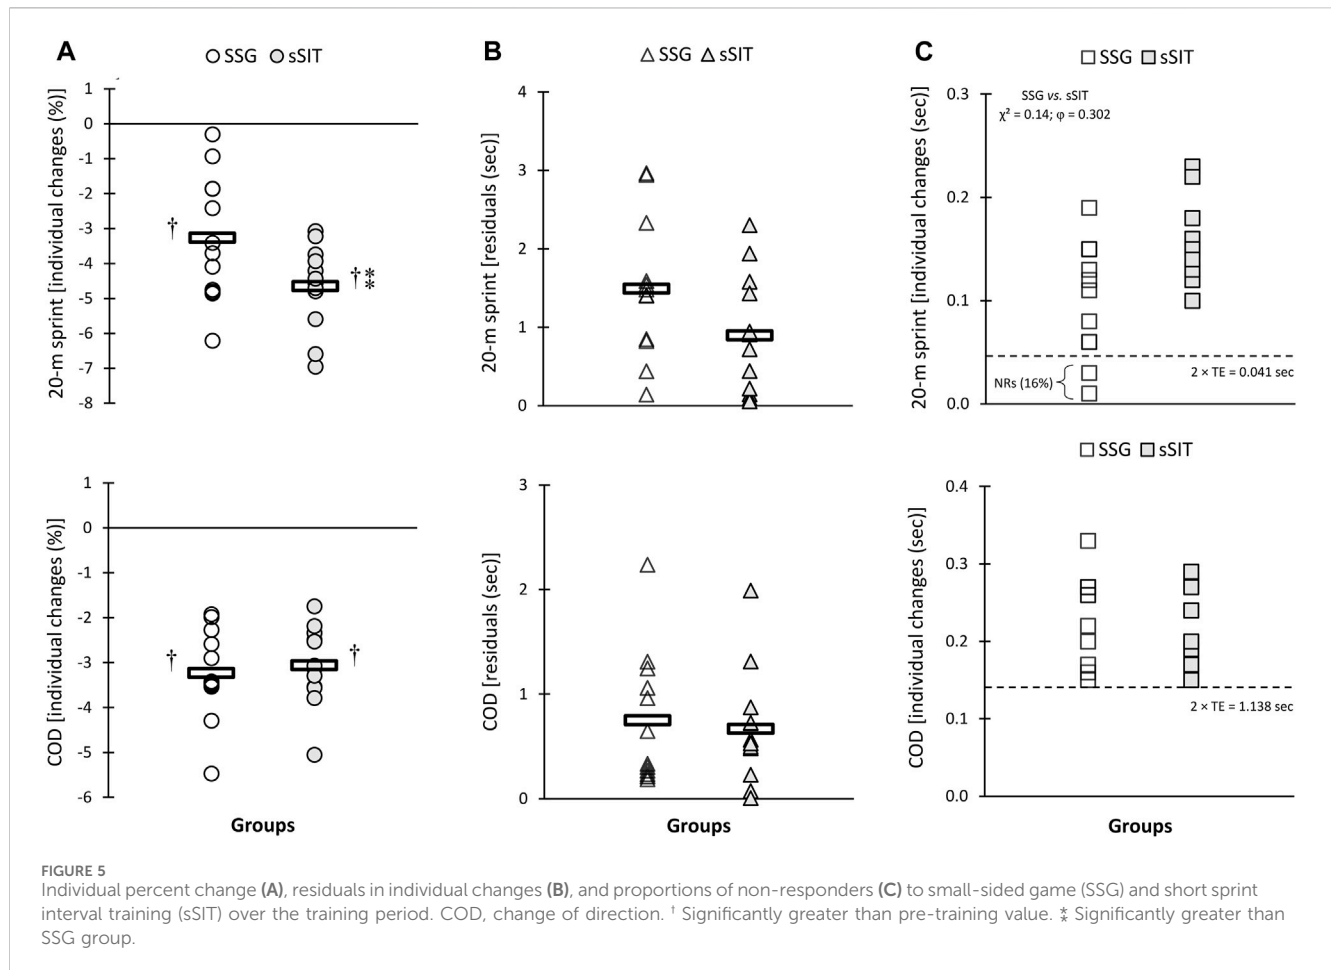 A
SSG sSIT
20-m sprint [individual changes (%)]
1
0
-1
-2
-3
-4
-5
-6
-7
-8
†
†⁑
B
SSG sSIT
20-m sprint [residuals (sec)]
4
3
2
1
0
C
SSG sSIT
20-m sprint [individual changes (sec)]
0.3
0.2
0.1
0.0
SSG vs. sSIT
χ² = 0.14; φ = 0.302
NRs (16%)
2 × TE = 0.041 sec
COD [individual changes (%)]
1
0
-1
-2
-3
-4
-5
-6
†
†
Groups
COD [residuals (sec)]
3
2
1
0
Groups
SSG sSIT
COD [individual changes (sec)]
0.4
0.3
0.2
0.1
0.0
2 × TE = 1.138 sec
Groups
FIGURE 5
Individual percent change (A), residuals in individual changes (B), and proportions of non-responders (C) to small-sided game (SSG) and short sprint
interval training (sSIT) over the training period. COD, change of direction. † Significantly greater than pre-training value. ⁑ Significantly greater than
SSG group.